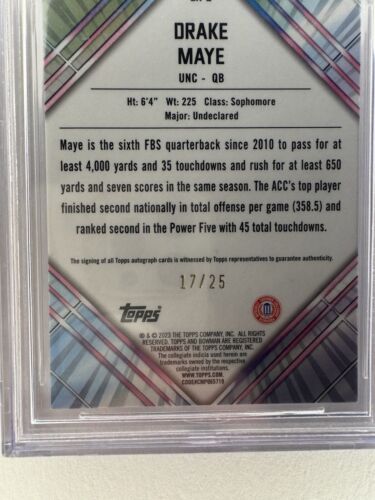 DRAKE
MAYE
UNC - QB
Ht: 6'4" Wt: 225 Class: Sophomore
Major: Undeclared
Maye is the sixth FBS quarterback since 2010 to pass for at
least 4,000 yards and 35 touchdowns and rush for at least 650
yards and seven scores in the same season. The ACC's top player
finished second nationally in total offense per game (358.5) and
ranked second in the Power Five with 45 total touchdowns.
The signing of all Topps autograph cards is witnessed by Topps representatives to guarantee authenticity.
17/25
Topps
® & © 2023 THE TOPPS COMPANY, INC. ALL RIGHTS
RESERVED. TOPPS AND BOWMAN ARE REGISTERED
TRADEMARKS OF THE TOPPS COMPANY, INC.
The collegiate indicia used herein are
trademarks owned by the respective
collegiate institutions.
WWW.TOPPS.COM
CODE#CMP065719